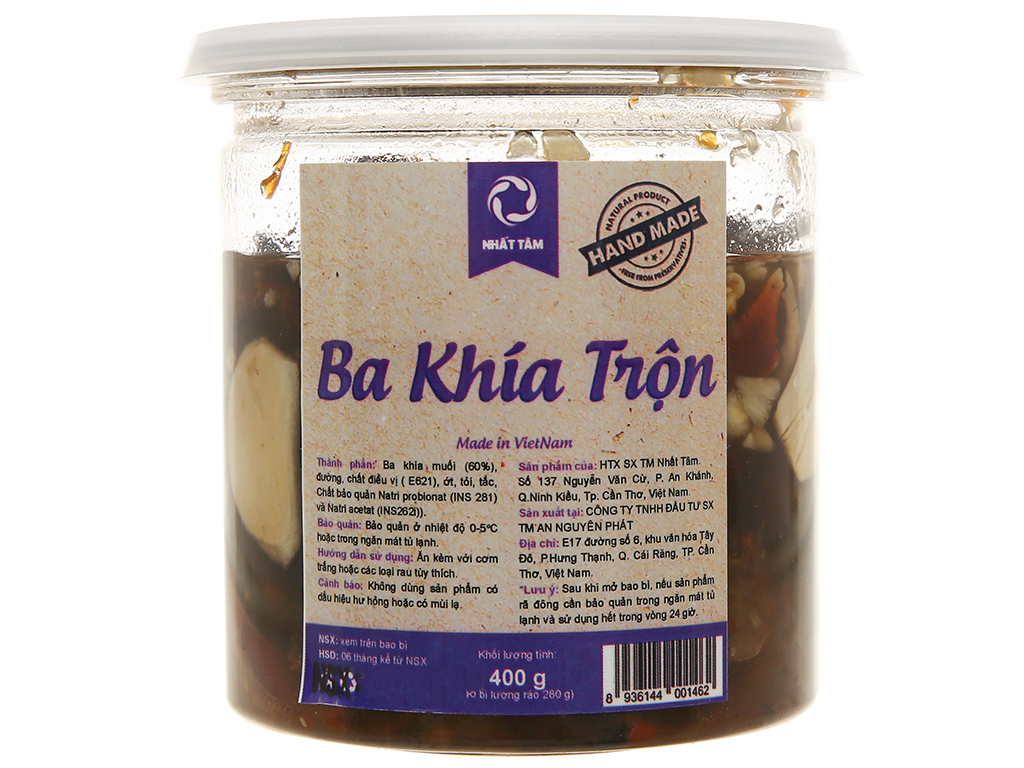 NHẤT TÂM
NATURAL PRODUCT
HAND MADE
FREE FROM PRESERVATIVES
Ba Khía Trộn
Made in VietNam
Thành phần: Ba khía muối (60%),
đường, chất điều vị ( E621), ớt, tỏi, tắc,
Chất bảo quản Natri probionat (INS 281)
và Natri acetat (INS262i)).
Bảo quản: Bảo quản ở nhiệt độ 0-5ºC
hoặc trong ngăn mát tủ lạnh.
Hướng dẫn sử dụng: Ăn kèm với cơm
trắng hoặc các loại rau tùy thích.
Cảnh báo: Không dùng sản phẩm có
dấu hiệu hư hỏng hoặc có mùi lạ.
Sản phẩm của: HTX SX TM Nhất Tâm.
Số 137 Nguyễn Văn Cừ, P. An Khánh,
Q.Ninh Kiều, Tp. Cần Thơ, Việt Nam.
Sản xuất tại: CÔNG TY TNHH ĐẦU TƯ SX
TM AN NGUYÊN PHÁT
Địa chỉ: E17 đường số 6, khu văn hóa Tây
Đô, P.Hưng Thạnh, Q. Cái Răng, TP. Cần
Thơ, Việt Nam.
*Lưu ý: Sau khi mở bao bì, nếu sản phẩm
rã đông cần bảo quản trong ngăn mát tủ
lạnh và sử dụng hết trong vòng 24 giờ.
NSX: xem trên bao bì
HSD: 06 tháng kể từ NSX
NSX:
Khối lượng tịnh:
400 g
lượng ráo 280 g)
8 936144 001462